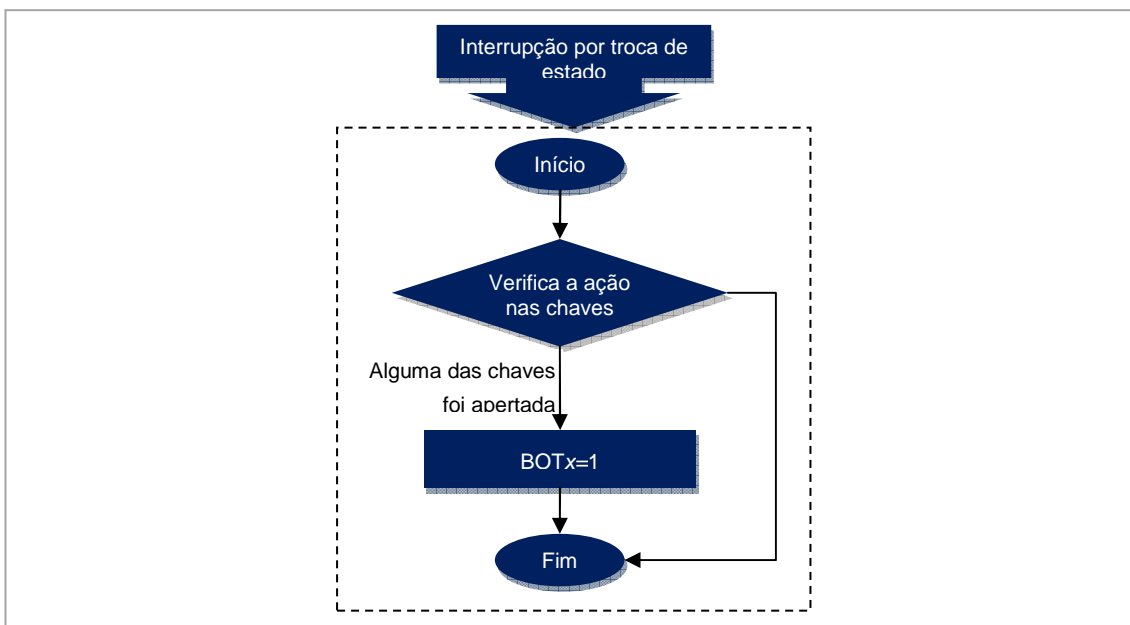 Interrupção por troca de
estado
Início
Verifica a ação
nas chaves
Alguma das chaves
foi apertada
BOTx=1
Fim